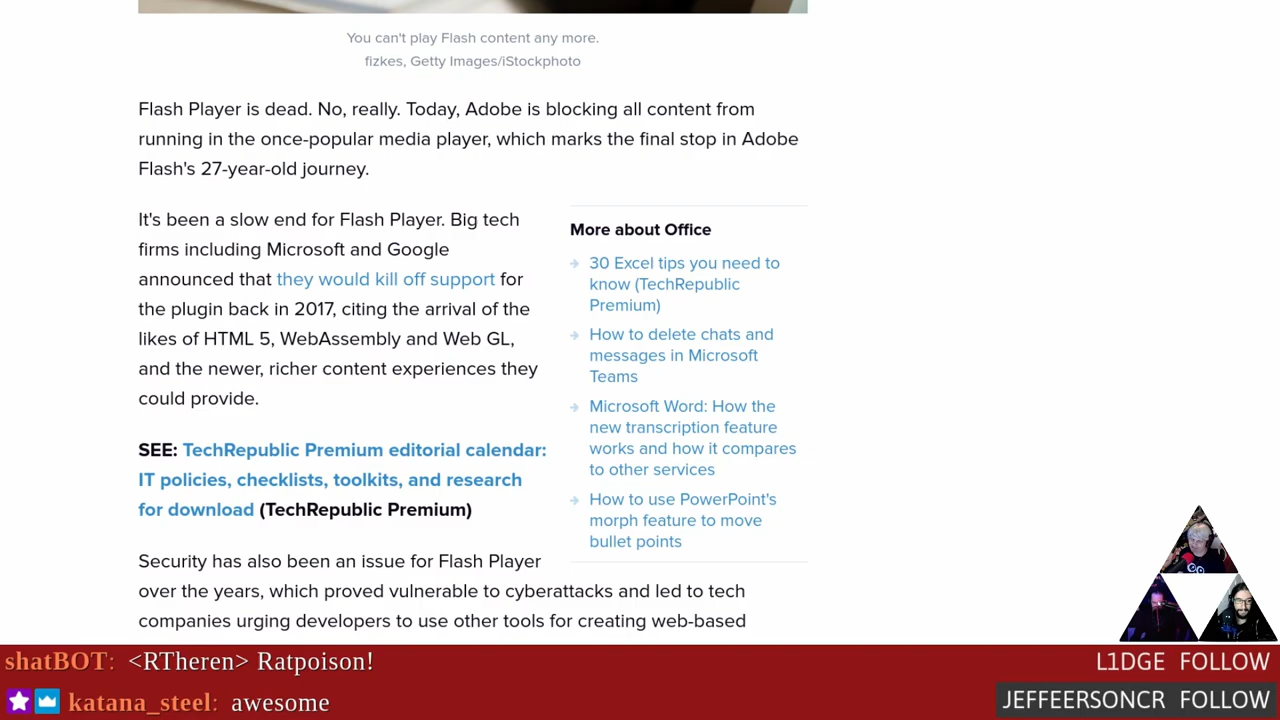 You can't play Flash content any more.
fizkes, Getty Images/iStockphoto
Flash Player is dead. No, really. Today, Adobe is blocking all content from
running in the once-popular media player, which marks the final stop in Adobe
Flash's 27-year-old journey.
It's been a slow end for Flash Player. Big tech
firms including Microsoft and Google
announced that they would kill off support for
the plugin back in 2017, citing the arrival of the
likes of HTML 5, WebAssembly and Web GL,
and the newer, richer content experiences they
could provide.
SEE: TechRepublic Premium editorial calendar:
IT policies, checklists, toolkits, and research
for download (TechRepublic Premium)
More about Office
30 Excel tips you need to
know (TechRepublic
Premium)
How to delete chats and
messages in Microsoft
Teams
Microsoft Word: How the
new transcription feature
works and how it compares
to other services
How to use PowerPoint's
morph feature to move
bullet points
Security has also been an issue for Flash Player
over the years, which proved vulnerable to cyberattacks and led to tech
companies urging developers to use other tools for creating web-based
shatBOT: <RTheren> Ratpoison!
katana_steel: awesome
L1DGE FOLLOW
JEFFEERSONCR FOLLOW